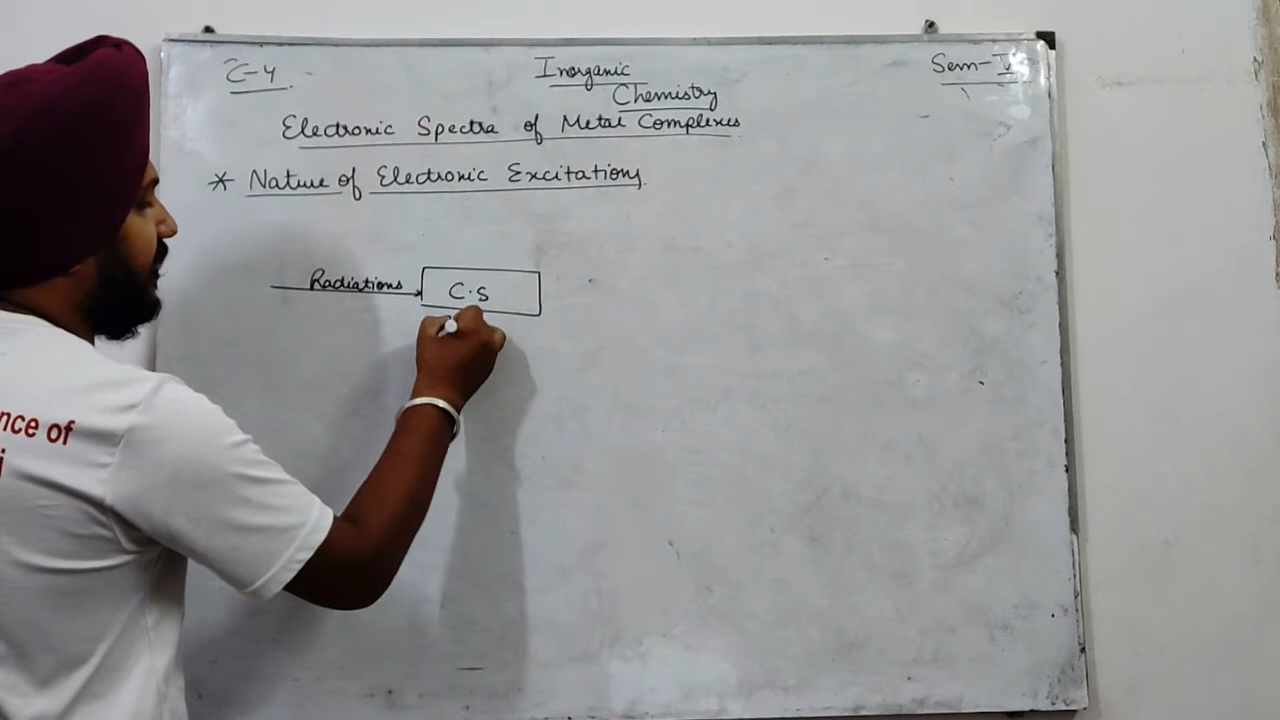 C-4
Inorganic
Chemistry
Sem-V
Electronic Spectra of Metal Complexes
* Nature of Electronic Excitations
Radiations
C.S
nce of
i